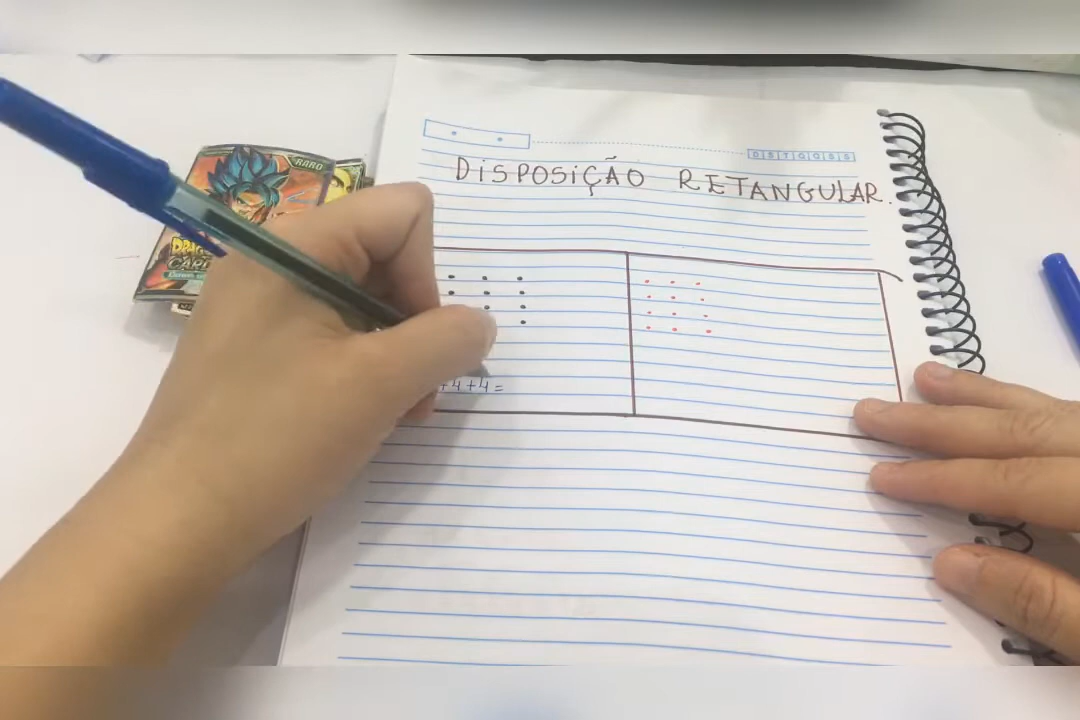 D S T Q Q S S
DISPOSIÇÃO RETANGULAR.
RARO
+4+4=